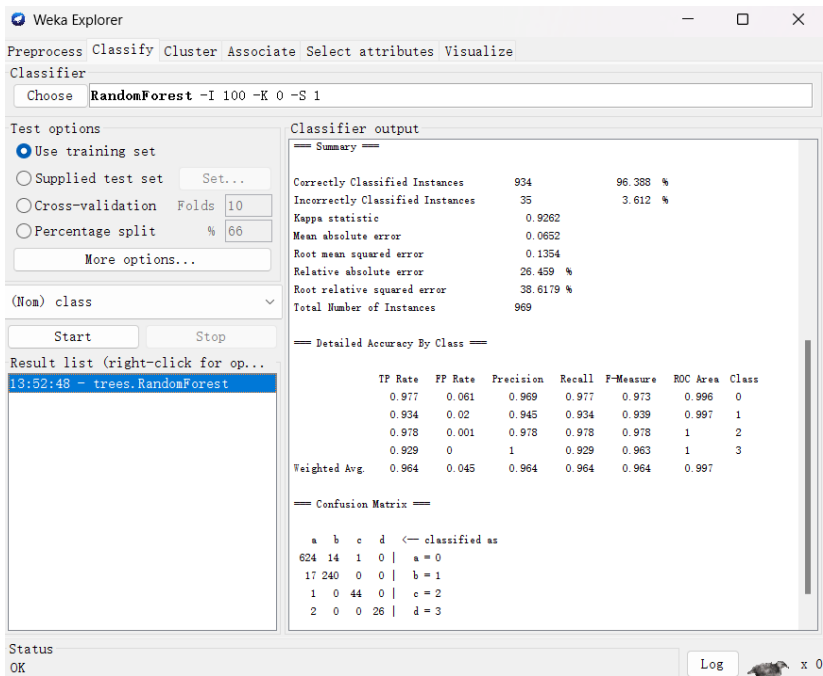 Weka Explorer
Preprocess Classify Cluster Associate Select attributes Visualize
Classifier
Choose RandomForest -I 100 -K 0 -S 1
Test options
Use training set
Supplied test set Set...
Cross-validation Folds 10
Percentage split % 66
More options...
(Nom) class
Start Stop
Result list (right-click for op...
13:52:48 - trees.RandomForest
Classifier output
=== Summary ===
Correctly Classified Instances 934 96.388 %
Incorrectly Classified Instances 35 3.612 %
Kappa statistic 0.9262
Mean absolute error 0.0652
Root mean squared error 0.1354
Relative absolute error 26.459 %
Root relative squared error 38.6179 %
Total Number of Instances 969
=== Detailed Accuracy By Class ===
TP Rate FP Rate Precision Recall F-Measure ROC Area Class
0.977 0.061 0.969 0.977 0.973 0.996 0
0.934 0.02 0.945 0.934 0.939 0.997 1
0.978 0.001 0.978 0.978 0.978 1 2
0.929 0 1 0.929 0.963 1 3
Weighted Avg. 0.964 0.045 0.964 0.964 0.964 0.997
=== Confusion Matrix ===
a b c d <-- classified as
624 14 1 0 | a = 0
17 240 0 0 | b = 1
1 0 44 0 | c = 2
2 0 0 26 | d = 3
Status
OK
Log x 0